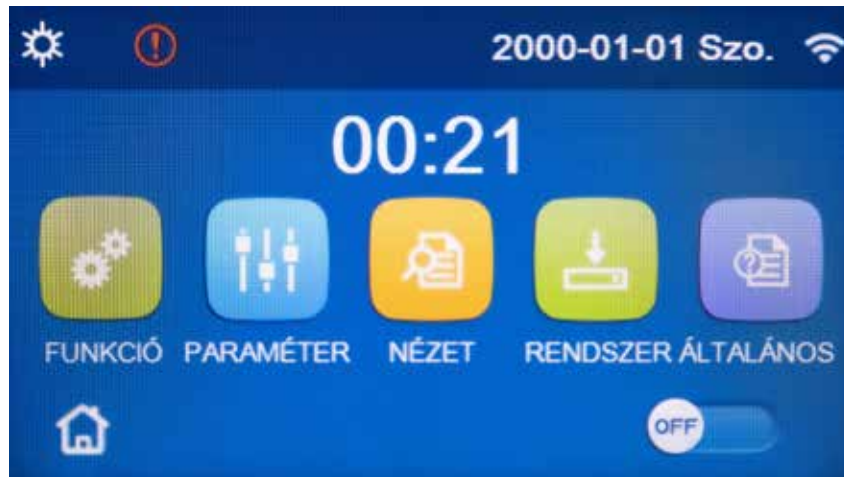 2000-01-01 Szo.
00:21
FUNKCIÓ PARAMÉTER NÉZET RENDSZER ÁLTALÁNOS
OFF